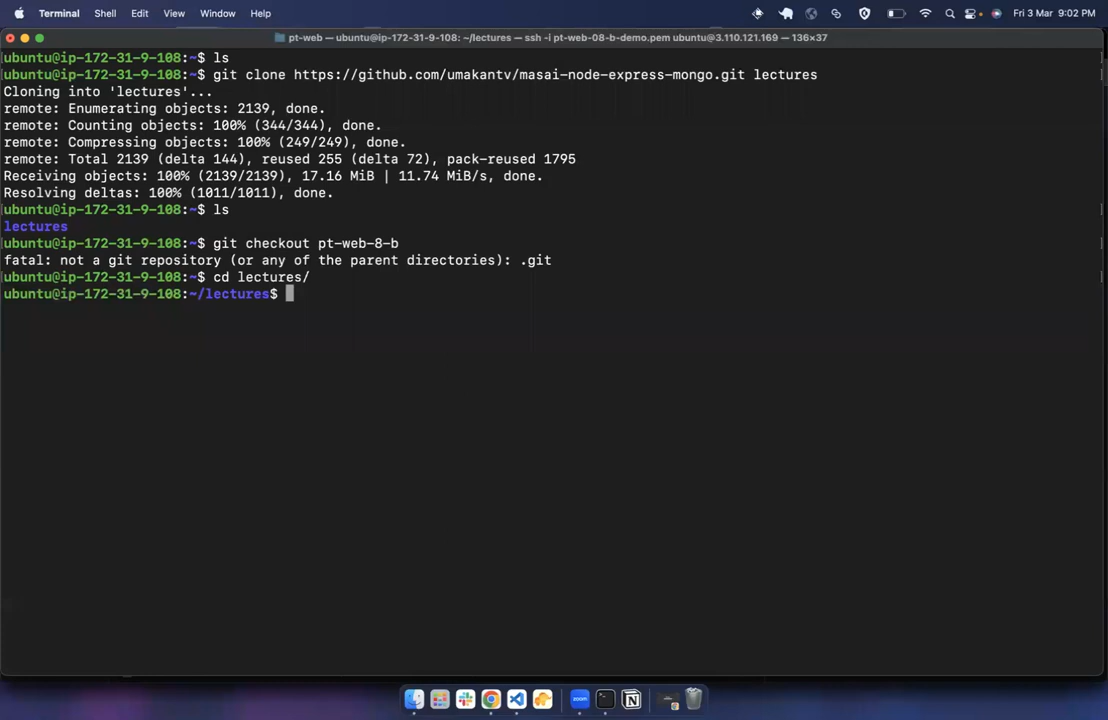 Terminal Shell Edit View Window Help Fri 3 Mar 9:02 PM
pt-web — ubuntu@ip-172-31-9-108: ~/lectures — ssh -i pt-web-08-b-demo.pem ubuntu@3.110.121.169 — 136×37
ubuntu@ip-172-31-9-108:~$ ls
ubuntu@ip-172-31-9-108:~$ git clone https://github.com/umakantv/masai-node-express-mongo.git lectures
Cloning into 'lectures'...
remote: Enumerating objects: 2139, done.
remote: Counting objects: 100% (344/344), done.
remote: Compressing objects: 100% (249/249), done.
remote: Total 2139 (delta 144), reused 255 (delta 72), pack-reused 1795
Receiving objects: 100% (2139/2139), 17.16 MiB | 11.74 MiB/s, done.
Resolving deltas: 100% (1011/1011), done.
ubuntu@ip-172-31-9-108:~$ ls
lectures
ubuntu@ip-172-31-9-108:~$ git checkout pt-web-8-b
fatal: not a git repository (or any of the parent directories): .git
ubuntu@ip-172-31-9-108:~$ cd lectures/
ubuntu@ip-172-31-9-108:~/lectures$
zoom